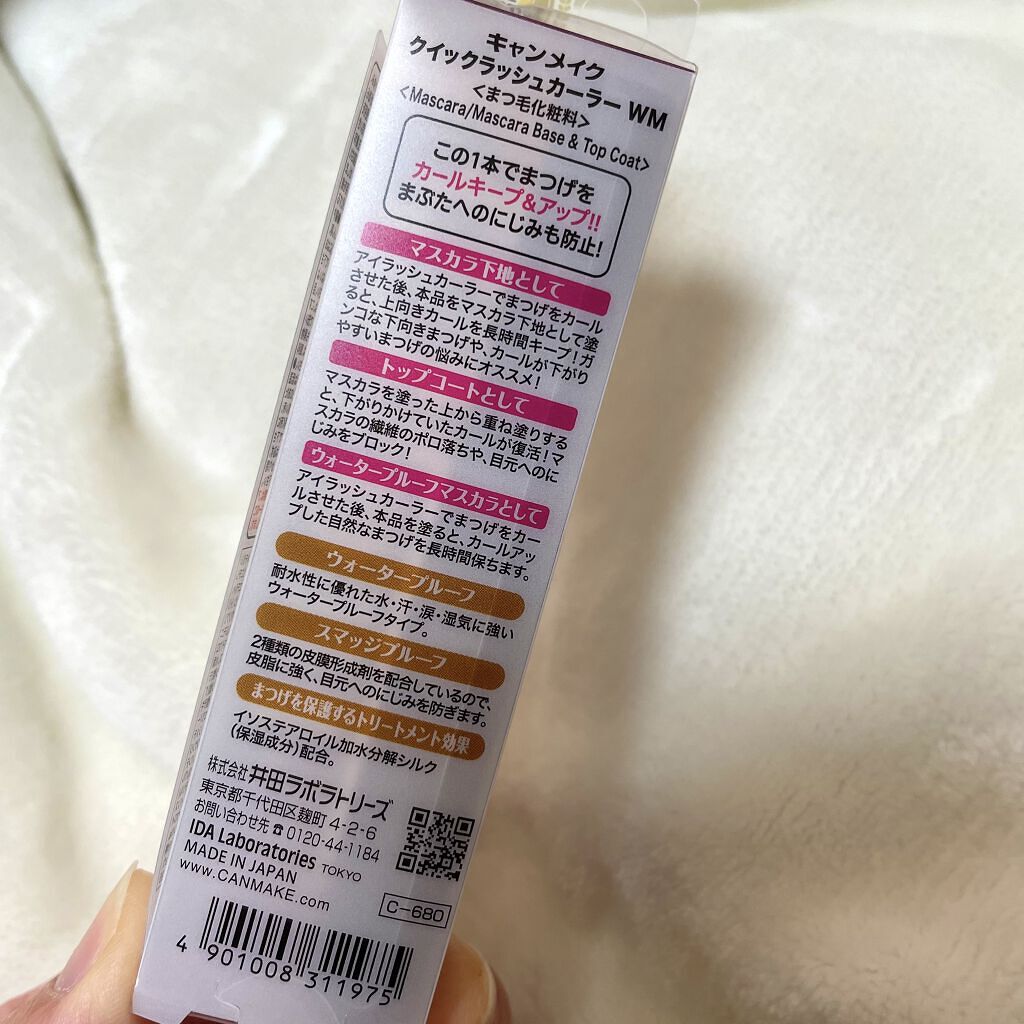 キャンメイク
クイックラッシュカーラー WM
<まつ毛化粧料>
<Mascara/Mascara Base & Top Coat>
この1本でまつげを
カールキープ&アップ!!
まぶたへのにじみも防止!
マスカラ下地として
アイラッシュカーラーでまつげをカール
させた後、本品をマスカラ下地として塗
ると、上向きカールを長時間キープ!ガ
ンコな下向きまつげや、カールが下がり
やすいまつげの悩みにオススメ!
トップコートとして
マスカラを塗った上から重ね塗りする
と、下がりかけていたカールが復活!マ
スカラの繊維のポロ落ちや、目元へのに
じみをブロック!
ウォータープルーフマスカラとして
アイラッシュカーラーでまつげをカー
ルさせた後、本品を塗ると、カールアッ
プした自然なまつげを長時間保ちます。
ウォータープルーフ
耐水性に優れた水・汗・涙・湿気に強い
ウォータープルーフタイプ。
スマッジプルーフ
2種類の皮膜形成剤を配合しているので、
皮脂に強く、目元へのにじみを防ぎます。
まつげを保護するトリートメント効果
イソステアロイル加水分解シルク
(保湿成分)配合。
株式会社 井田ラボラトリーズ
東京都千代田区麹町 4-2-6
お問い合わせ先 ☎ 0120-44-1184
IDA Laboratories TOKYO
MADE IN JAPAN
www.CANMAKE.com
C-680
4 901008 311975